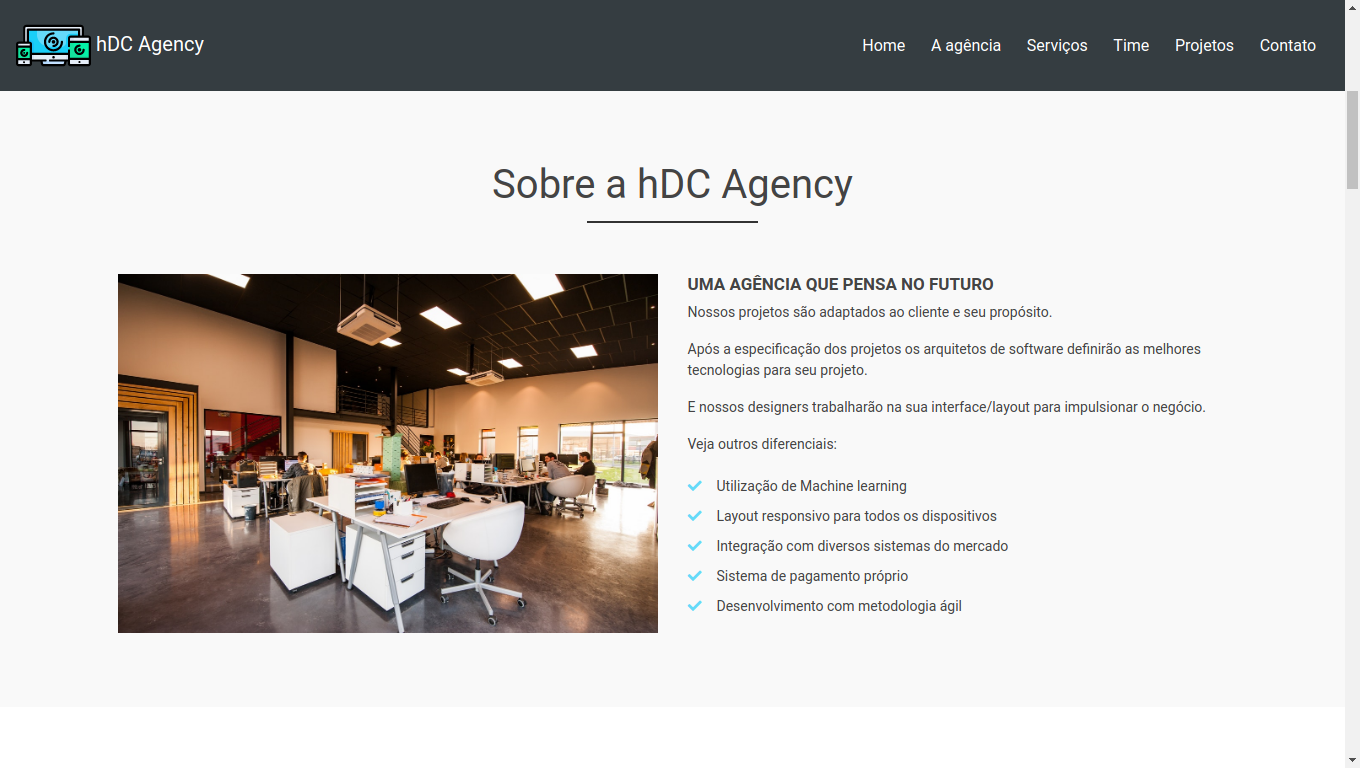 hDC Agency
Home A agência Serviços Time Projetos Contato
Sobre a hDC Agency
UMA AGÊNCIA QUE PENSA NO FUTURO
Nossos projetos são adaptados ao cliente e seu propósito.
Após a especificação dos projetos os arquitetos de software definirão as melhores
tecnologias para seu projeto.
E nossos designers trabalharão na sua interface/layout para impulsionar o negócio.
Veja outros diferenciais:
Utilização de Machine learning
Layout responsivo para todos os dispositivos
Integração com diversos sistemas do mercado
Sistema de pagamento próprio
Desenvolvimento com metodologia ágil